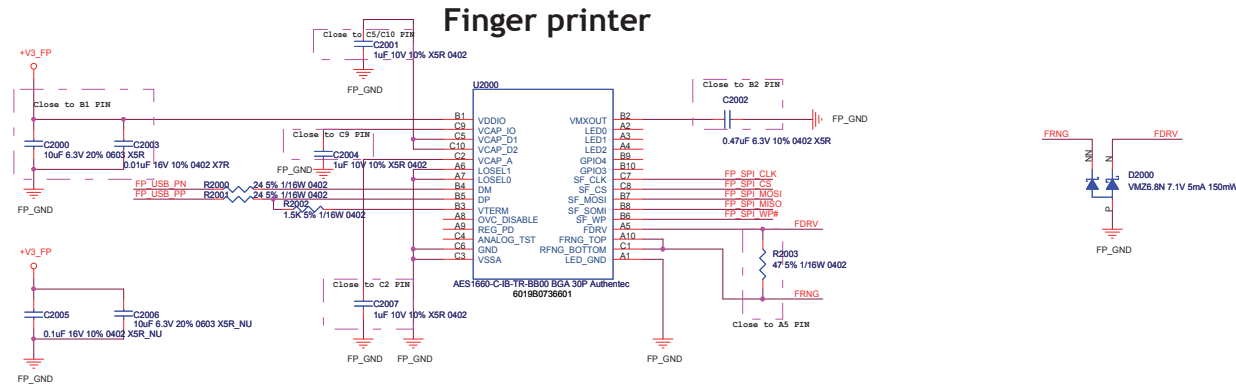 Finger printer
Close to C5/C10 PIN
C2001
1uF 10V 10% X5R 0402
FP_GND
+V3_FP
Close to B1 PIN
C2000
10uF 6.3V 20% 0603 X5R
C2003
0.01uF 16V 10% 0402 X7R
FP_GND
Close to C9 PIN
C2004
1uF 10V 10% X5R 0402
FP_GND
FP_USB_PN
R2000
24 5% 1/16W 0402
FP_USB_PP
R2001
24 5% 1/16W 0402
R2002
1.5K 5% 1/16W 0402
U2000
B1 VDDIO
C9 VCAP_IO
C5 VCAP_D1
C10 VCAP_D2
C2 VCAP_A
A6 LOSEL1
A7 LOSEL0
B4 DM
B5 DP
B3 VTERM
A8 OVC_DISABLE
A9 REG_PD
C4 ANALOG_TST
C6 GND
C3 VSSA
VMXOUT B2
LED0 A2
LED1 A3
LED2 A4
GPIO4 B9
GPIO3 B10
SF_CLK C7
SF_CS C8
SF_MOSI B7
SF_SOMI B8
SF_WP B6
FDRV A5
FRNG_TOP A10
RFNG_BOTTOM C1
LED_GND A1
AES1660-C-IB-TR-BB00 BGA 30P Authentec
6019B0736601
Close to B2 PIN
C2002
0.47uF 6.3V 10% 0402 X5R
FP_GND
FP_SPI_CLK
FP_SPI_CS
FP_SPI_MOSI
FP_SPI_MISO
FP_SPI_WP#
FDRV
R2003
47 5% 1/16W 0402
FRNG
Close to A5 PIN
FP_GND
+V3_FP
C2005
0.1uF 16V 10% 0402 X5R_NU
C2006
10uF 6.3V 20% 0603 X5R_NU
FP_GND
Close to C2 PIN
C2007
1uF 10V 10% X5R 0402
FP_GND
FP_GND
FRNG
FDRV
NN
N
D2000
VMZ6.8N 7.1V 5mA 150mW
P
FP_GND